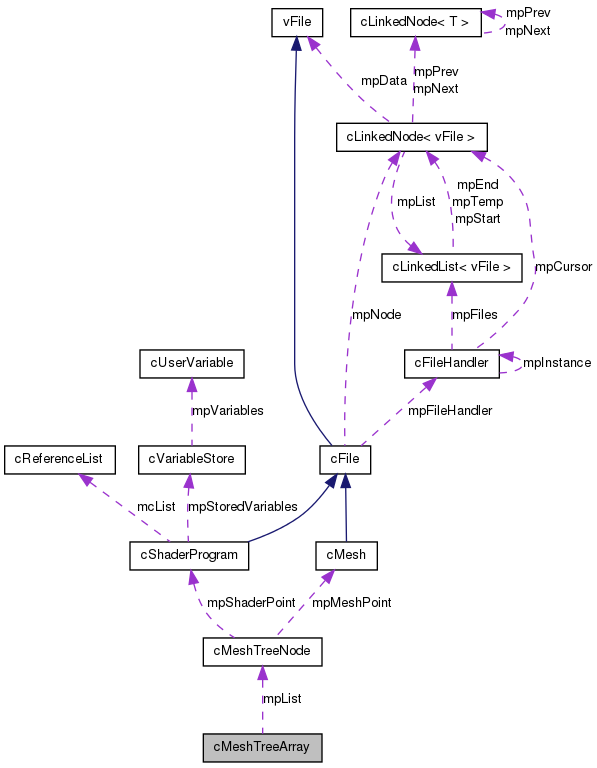 mpPrev
vFile
cLinkedNode< T >
mpNext
mpData
mpPrev
mpNext
cLinkedNode< vFile >
mpEnd
mpList
mpTemp
mpStart
cLinkedList< vFile >
mpCursor
mpNode
mpFiles
cUserVariable
cFileHandler
mpInstance
mpVariables
mpFileHandler
cReferenceList
cVariableStore
cFile
mcList
mpStoredVariables
cShaderProgram
cMesh
mpShaderPoint
mpMeshPoint
cMeshTreeNode
mpList
cMeshTreeArray